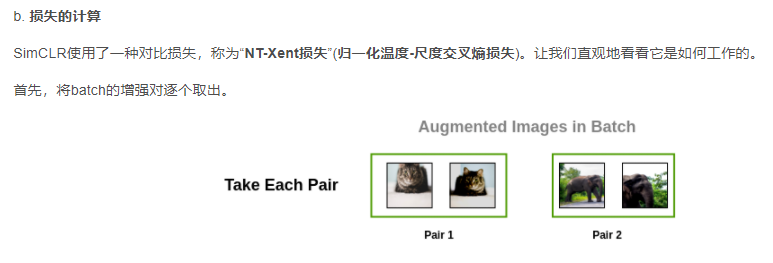 b. 损失的计算
SimCLR使用了一种对比损失，称为“NT-Xent损失”(归一化温度-尺度交叉熵损失)。让我们直观地看看它是如何工作的。
首先，将batch的增强对逐个取出。
Augmented Images in Batch
Take Each Pair
Pair 1
Pair 2